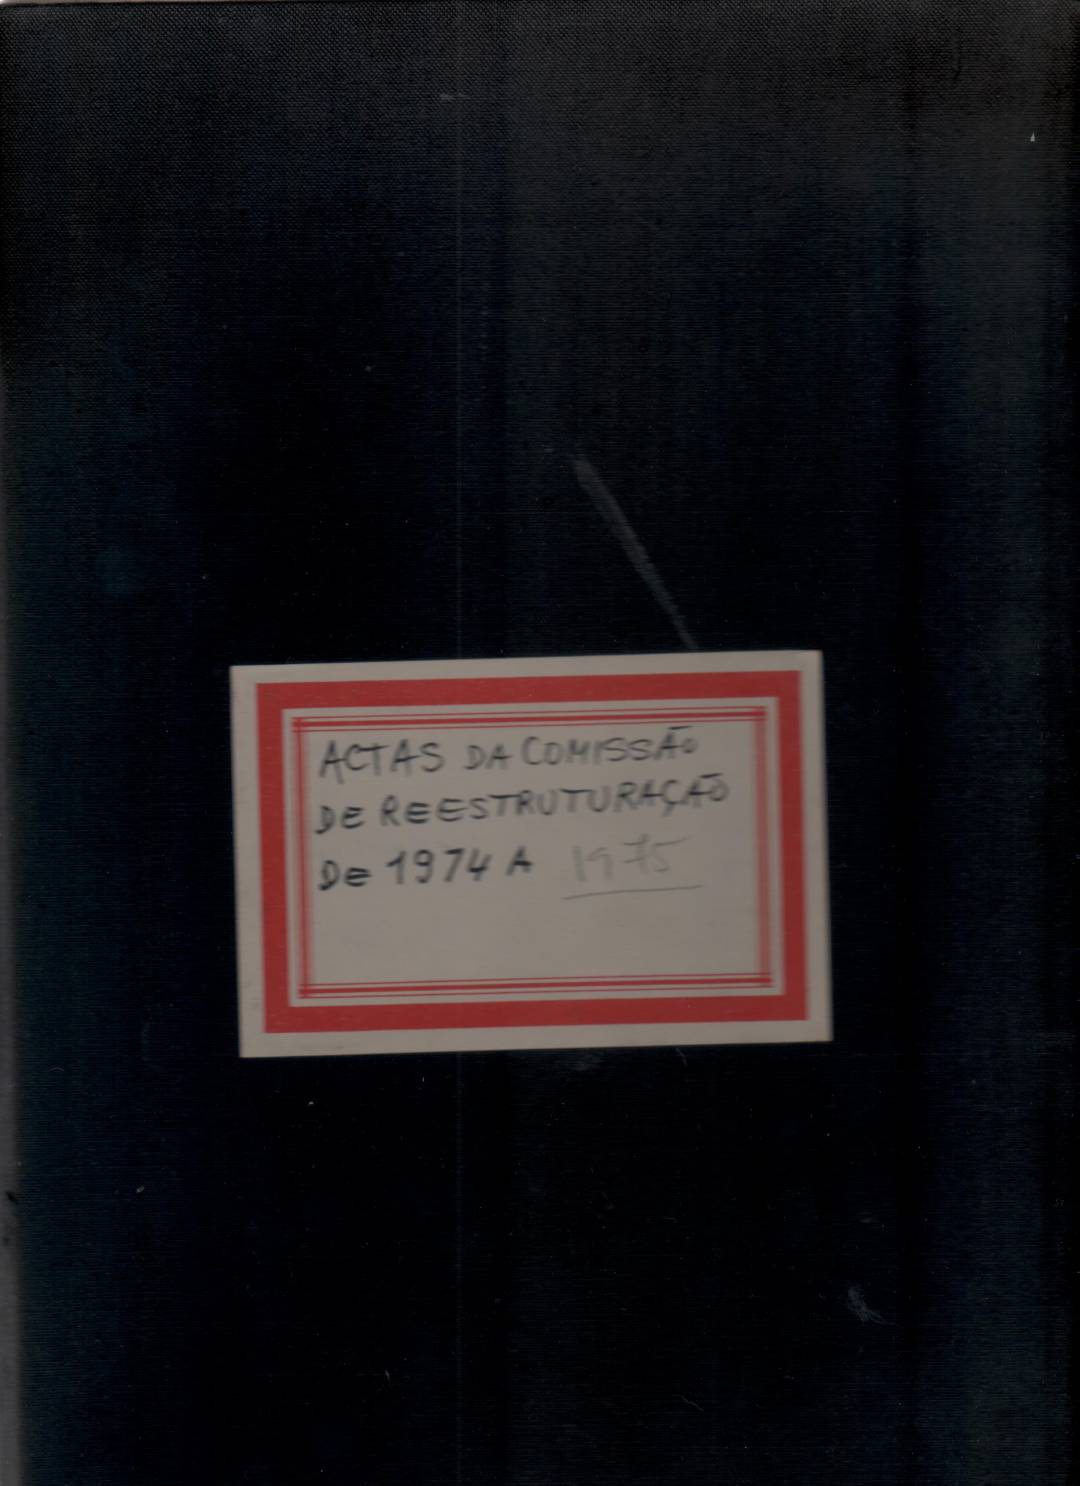 ACTAS DA COMISSÃO
DE REESTRUTURAÇÃO
De 1974 A 1975